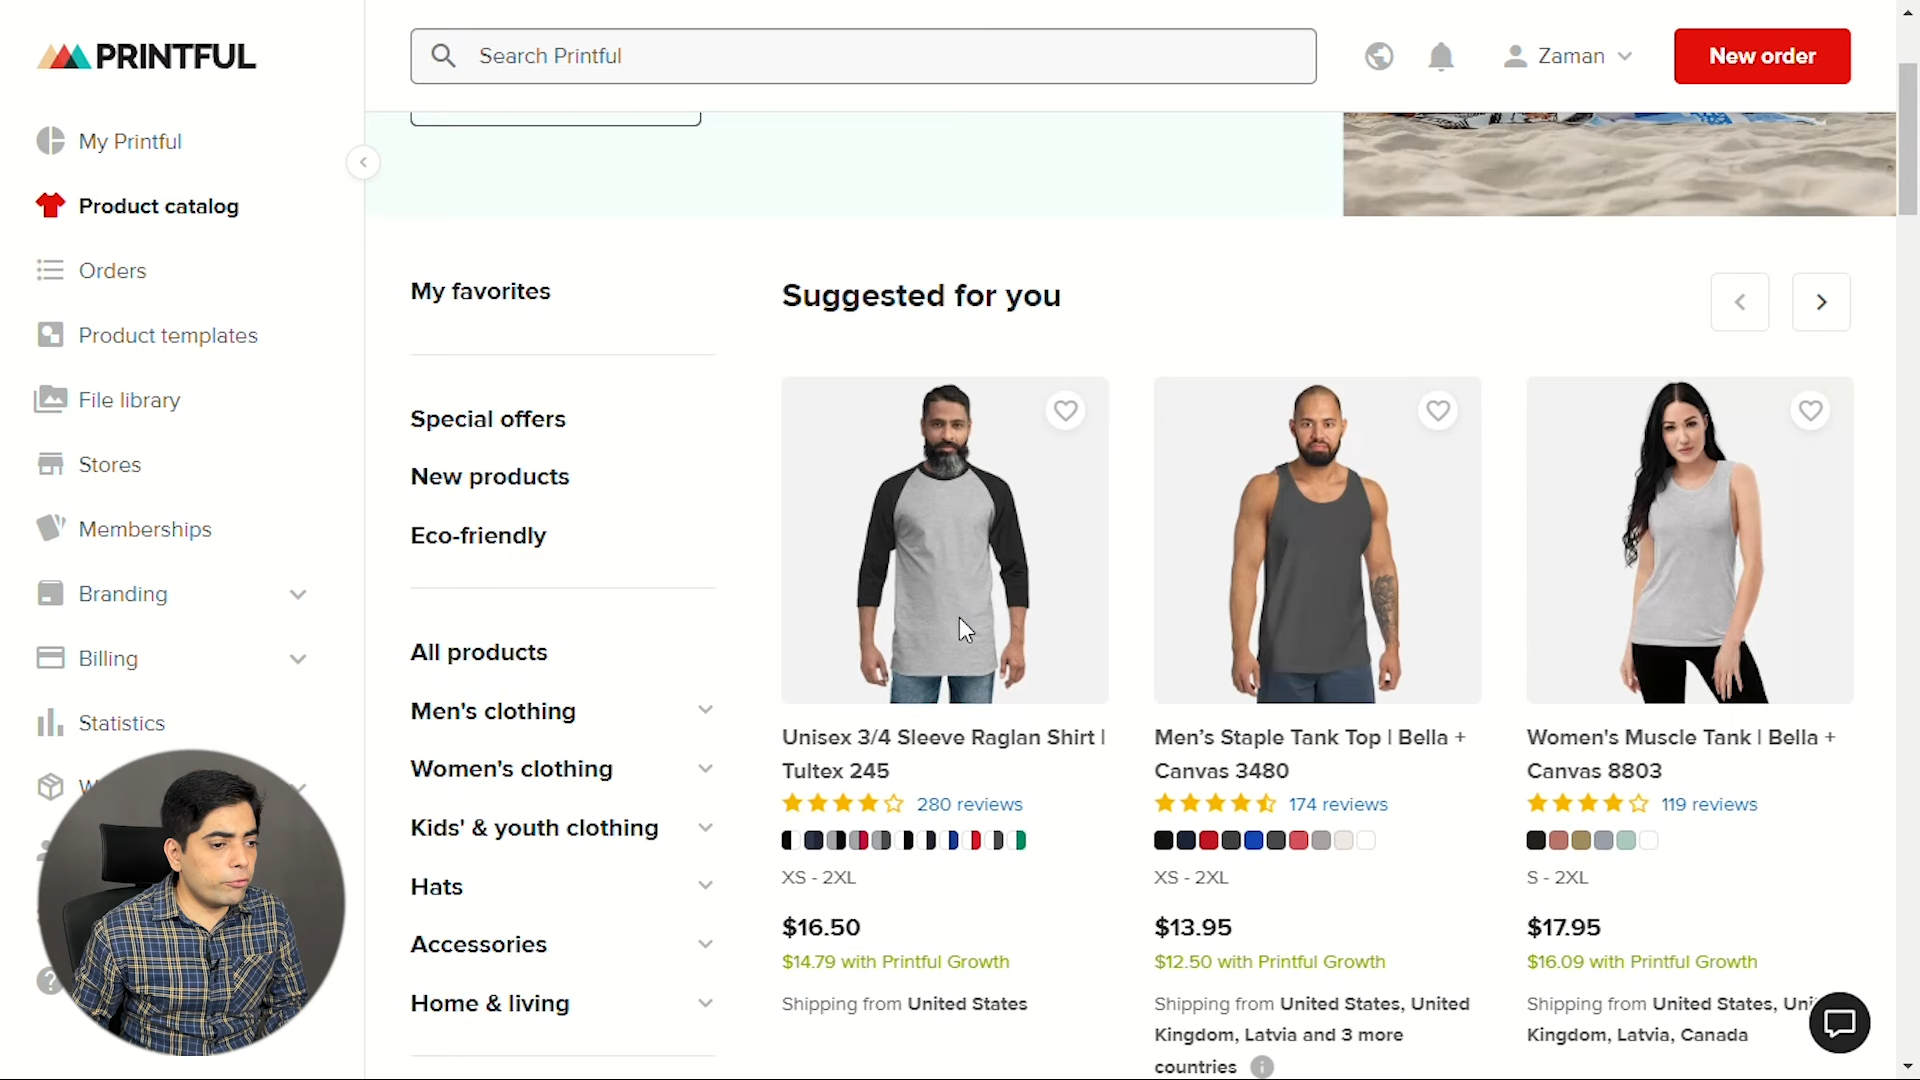 PRINTFUL
Search Printful
Zaman
New order
My Printful
Product catalog
Orders
Product templates
File library
Stores
Memberships
Branding
Billing
Statistics
My favorites
Special offers
New products
Eco-friendly
All products
Men's clothing
Women's clothing
Kids' & youth clothing
Hats
Accessories
Home & living
Suggested for you
Unisex 3/4 Sleeve Raglan Shirt |
Tultex 245
280 reviews
XS - 2XL
$16.50
$14.79 with Printful Growth
Shipping from United States
Men’s Staple Tank Top | Bella +
Canvas 3480
174 reviews
XS - 2XL
$13.95
$12.50 with Printful Growth
Shipping from United States, United
Kingdom, Latvia and 3 more
countries
Women's Muscle Tank | Bella +
Canvas 8803
119 reviews
S - 2XL
$17.95
$16.09 with Printful Growth
Shipping from United States,
Kingdom, Latvia, Canada